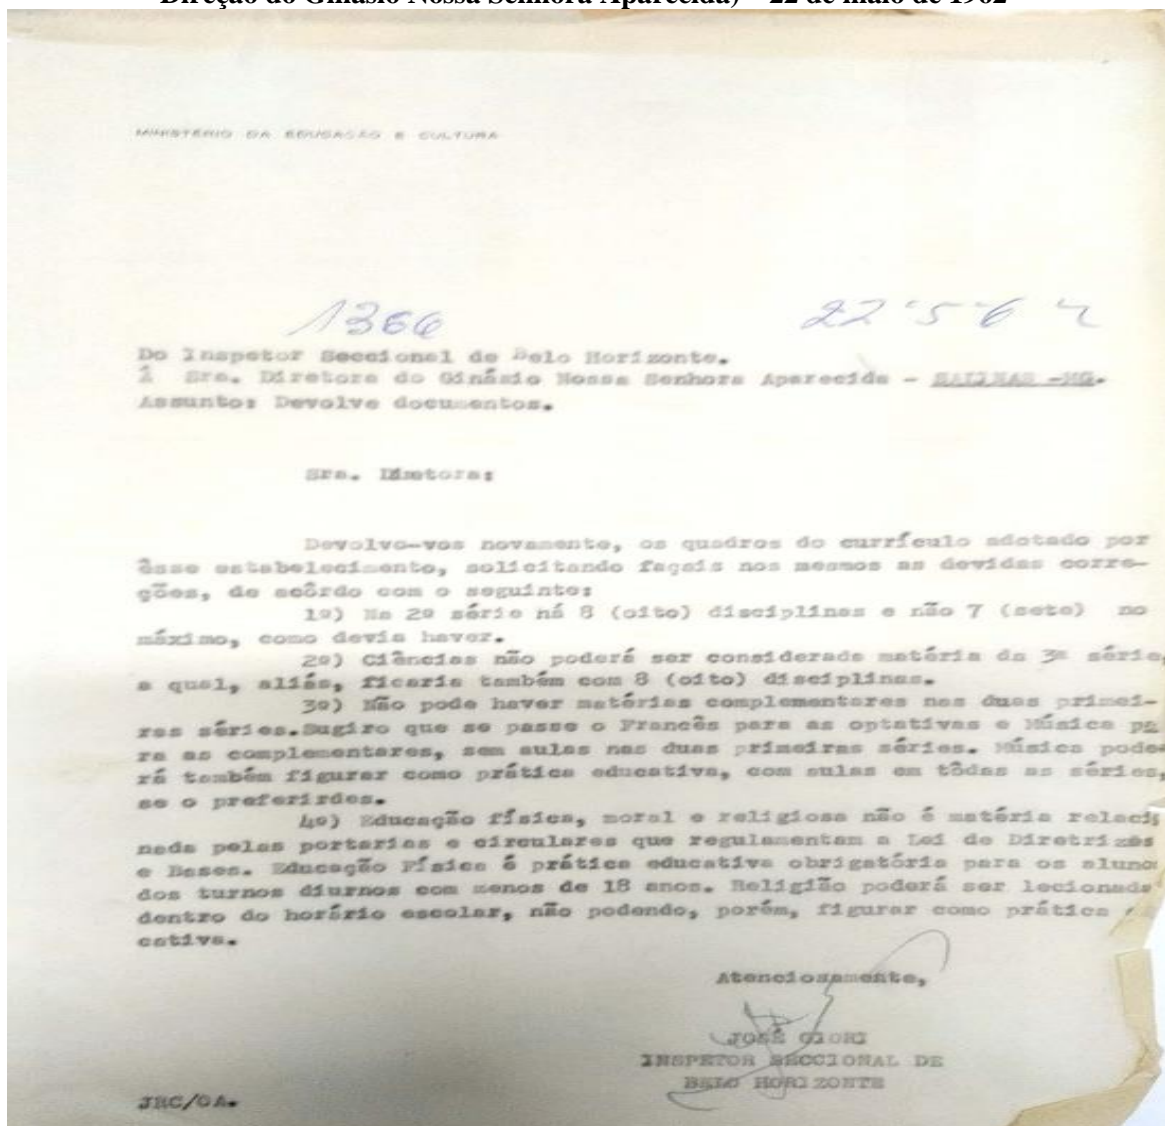 Direção do Ginásio Nossa Senhora Aparecida) – 22 de maio de 1962
MINISTÉRIO DA EDUCAÇÃO E CULTURA
1366 22 5 6 2
Do Inspetor Seccional de Belo Horizonte.
Sra. Diretora do Ginásio Nossa Senhora Aparecida - SALINAS -MG.
Assunto: Devolve documentos.
Sra. Diretora:
Devolvo-vos novamente, os quadros do currículo adotado por
êsse estabelecimento, solicitando façais nos mesmos as devidas corre-
ções, de acôrdo com o seguinte:
1º) Na 2ª série há 8 (oito) disciplinas e não 7 (sete) no
máximo, como devia haver.
2º) Ciências não poderá ser considerada matéria da 3ª série,
a qual, aliás, ficaria também com 8 (oito) disciplinas.
3º) Não pode haver matérias complementares nas duas primei-
ras séries.Sugiro que se passe o Francês para as optativas e Música pa
ra as complementares, sem aulas nas duas primeiras séries. Música pode-
rá também figurar como prática educativa, com aulas em tôdas as séries,
se o preferirdes.
4º) Educação física, moral e religiosa não é matéria relacio
nada pelas portarias e circulares que regulamentam a Lei de Diretrizes
e Bases. Educação Física é prática educativa obrigatória para os aluno
dos turnos diurnos com menos de 18 anos. Religião poderá ser lecionada
dentro do horário escolar, não podendo, porém, figurar como prática
cativa.
Atenciosamente,
JOSÉ GIORI
INSPETOR SECCIONAL DE
BELO HORIZONTE
JRC/OA.